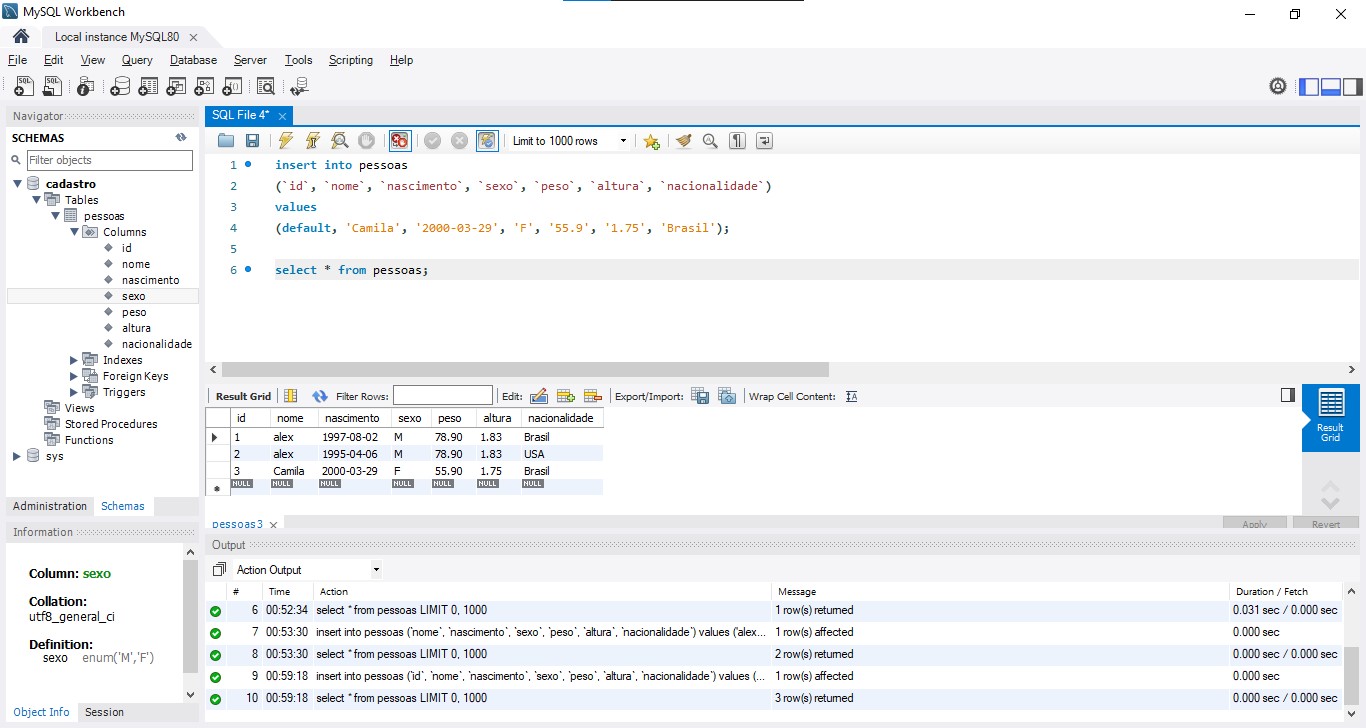 MySQL Workbench
Local instance MySQL80
File Edit View Query Database Server Tools Scripting Help
Navigator
SCHEMAS
Filter objects
cadastro
Tables
pessoas
Columns
id
nome
nascimento
sexo
peso
altura
nacionalidade
Indexes
Foreign Keys
Triggers
Views
Stored Procedures
Functions
sys
Administration Schemas
Information
Column: sexo
Collation:
utf8_general_ci
Definition:
sexo enum('M','F')
Object Info Session
SQL File 4*
Limit to 1000 rows
1 insert into pessoas
2 (`id`, `nome`, `nascimento`, `sexo`, `peso`, `altura`, `nacionalidade`)
3 values
4 (default, 'Camila', '2000-03-29', 'F', '55.9', '1.75', 'Brasil');
5
6 select * from pessoas;
Result Grid Filter Rows: Edit: Export/Import: Wrap Cell Content:
id nome nascimento sexo peso altura nacionalidade
1 alex 1997-08-02 M 78.90 1.83 Brasil
2 alex 1995-04-06 M 78.90 1.83 USA
3 Camila 2000-03-29 F 55.90 1.75 Brasil
NULL NULL NULL NULL NULL NULL NULL
Result
Grid
pessoas3 Apply Revert
Output
Action Output
# Time Action Message Duration / Fetch
6 00:52:34 select * from pessoas LIMIT 0, 1000 1 row(s) returned 0.031 sec / 0.000 sec
7 00:53:30 insert into pessoas (`nome`, `nascimento`, `sexo`, `peso`, `altura`, `nacionalidade`) values ('alex... 1 row(s) affected 0.000 sec
8 00:53:30 select * from pessoas LIMIT 0, 1000 2 row(s) returned 0.000 sec / 0.000 sec
9 00:59:18 insert into pessoas (`id`, `nome`, `nascimento`, `sexo`, `peso`, `altura`, `nacionalidade`) values (... 1 row(s) affected 0.000 sec
10 00:59:18 select * from pessoas LIMIT 0, 1000 3 row(s) returned 0.000 sec / 0.000 sec